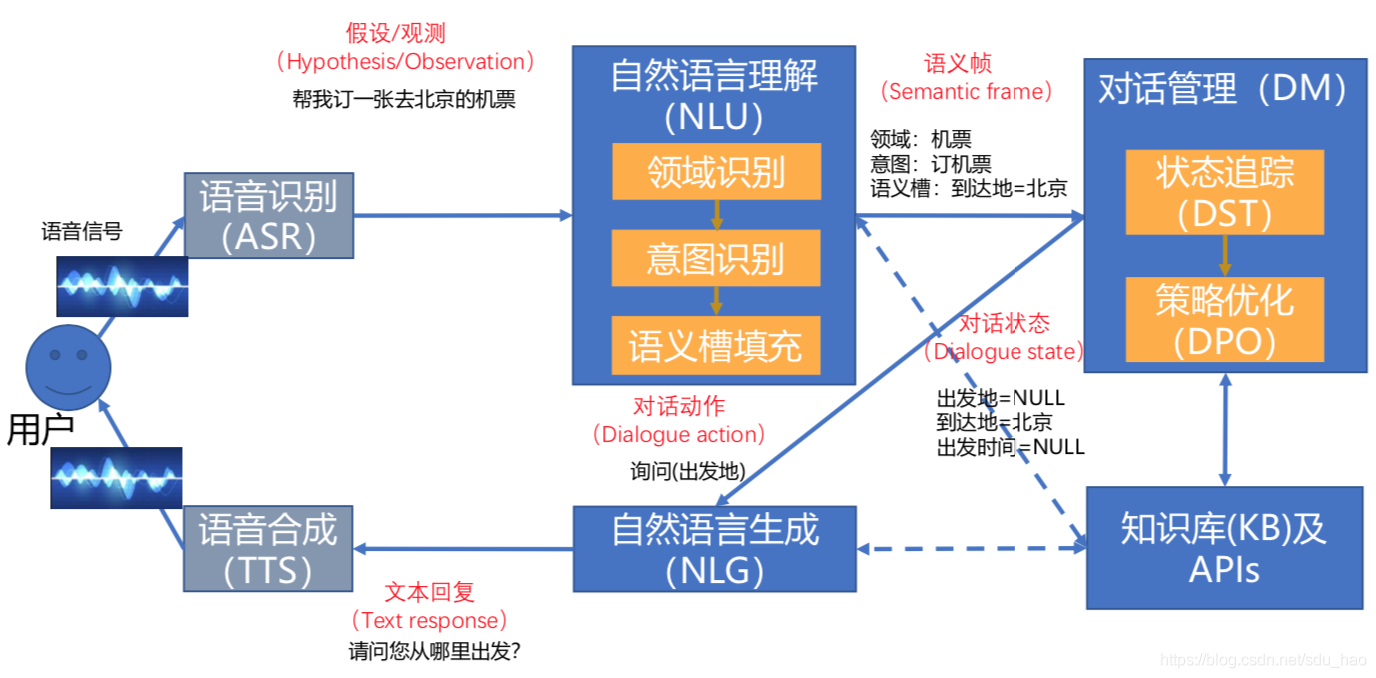 假设/观测
（Hypothesis/Observation）
帮我订一张去北京的机票
自然语言理解
（NLU）
领域识别
意图识别
语义槽填充
语义帧
（Semantic frame）
领域：机票
意图：订机票
语义槽：到达地=北京
对话管理（DM）
状态追踪
（DST）
策略优化
（DPO）
语音识别
（ASR）
语音信号
用户
对话状态
（Dialogue state）
出发地=NULL
到达地=北京
出发时间=NULL
对话动作
（Dialogue action）
询问(出发地)
语音合成
（TTS）
自然语言生成
（NLG）
知识库(KB)及
APIs
文本回复
（Text response）
请问您从哪里出发?
https://blog.csdn.net/sdu_hao